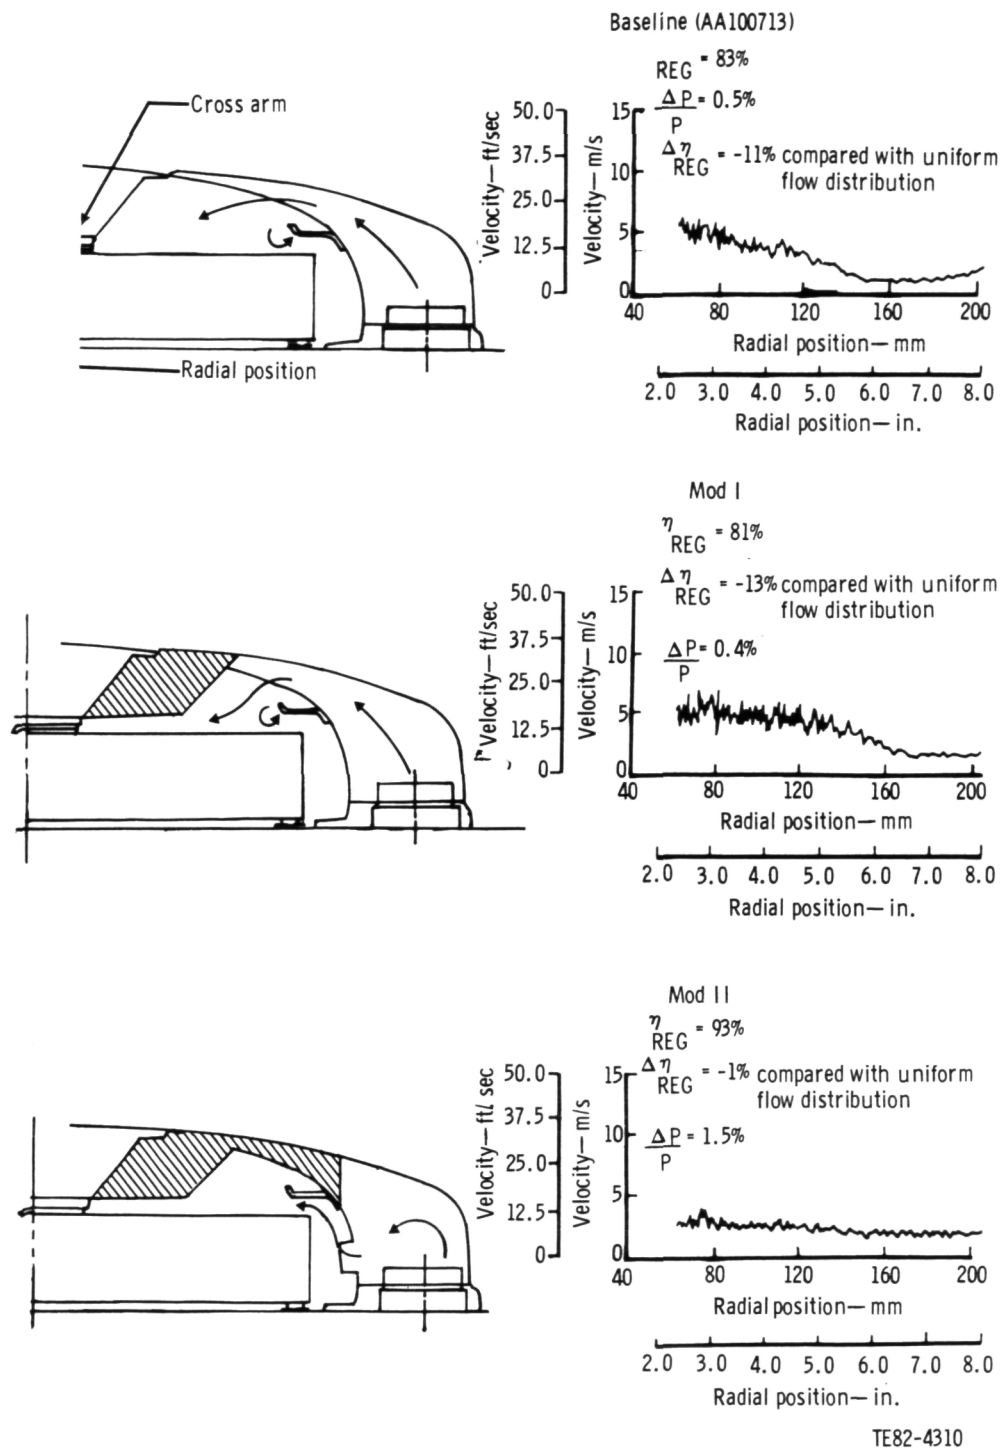 Baseline (AA100713)
REG = 83%
ΔP/P = 0.5%
Δη REG = -11% compared with uniform
flow distribution
Cross arm
Radial position
Velocity—ft/sec
50.0
37.5
25.0
12.5
0
Velocity—m/s
15
10
5
0
40 80 120 160 200
Radial position—mm
2.0 3.0 4.0 5.0 6.0 7.0 8.0
Radial position—in.
Mod I
η REG = 81%
Δη REG = -13% compared with uniform
flow distribution
ΔP/P = 0.4%
Velocity—ft/sec
50.0
37.5
25.0
12.5
0
Velocity—m/s
15
10
5
0
40 80 120 160 200
Radial position—mm
2.0 3.0 4.0 5.0 6.0 7.0 8.0
Radial position—in.
Mod II
η REG = 93%
Δη REG = -1% compared with uniform
flow distribution
ΔP/P = 1.5%
Velocity—ft/sec
50.0
37.5
25.0
12.5
0
Velocity—m/s
15
10
5
0
40 80 120 160 200
Radial position—mm
2.0 3.0 4.0 5.0 6.0 7.0 8.0
Radial position—in.
TE82-4310